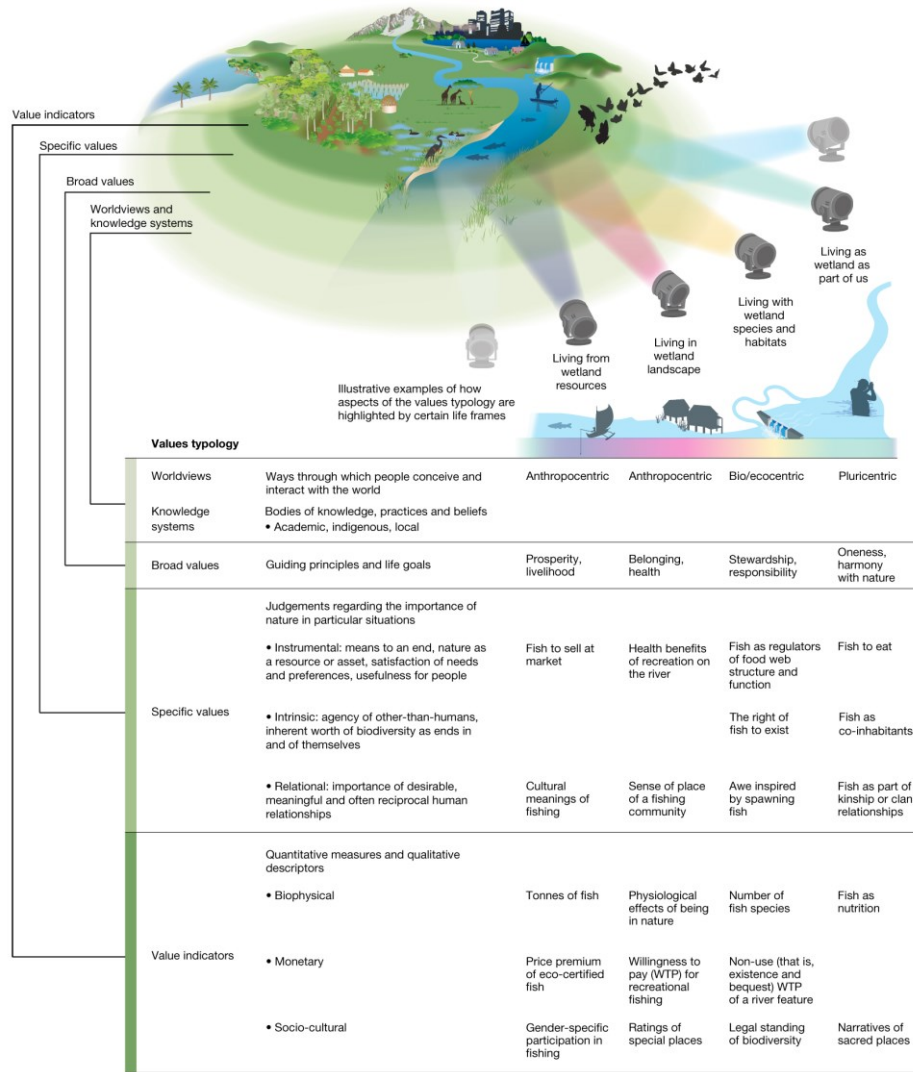 Value indicators
Specific values
Broad values
Worldviews and
knowledge systems
Living as
wetland as
part of us
Living with
wetland
species and
habitats
Living in
wetland
landscape
Living from
wetland
resources
Illustrative examples of how
aspects of the values typology are
highlighted by certain life frames
Values typology
Worldviews
Ways through which people conceive and
interact with the world
Anthropocentric
Anthropocentric
Bio/ecocentric
Pluricentric
Knowledge
systems
Bodies of knowledge, practices and beliefs
• Academic, indigenous, local
Broad values
Guiding principles and life goals
Prosperity,
livelihood
Belonging,
health
Stewardship,
responsibility
Oneness,
harmony
with nature
Specific values
Judgements regarding the importance of
nature in particular situations
• Instrumental: means to an end, nature as
a resource or asset, satisfaction of needs
and preferences, usefulness for people
Fish to sell at
market
Health benefits
of recreation on
the river
Fish as regulators
of food web
structure and
function
Fish to eat
• Intrinsic: agency of other-than-humans,
inherent worth of biodiversity as ends in
and of themselves
The right of
fish to exist
Fish as
co-inhabitants
• Relational: importance of desirable,
meaningful and often reciprocal human
relationships
Cultural
meanings of
fishing
Sense of place
of a fishing
community
Awe inspired
by spawning
fish
Fish as part of
kinship or clan
relationships
Value indicators
Quantitative measures and qualitative
descriptors
• Biophysical
Tonnes of fish
Physiological
effects of being
in nature
Number of
fish species
Fish as
nutrition
• Monetary
Price premium
of eco-certified
fish
Willingness to
pay (WTP) for
recreational
fishing
Non-use (that is,
existence and
bequest) WTP
of a river feature
• Socio-cultural
Gender-specific
participation in
fishing
Ratings of
special places
Legal standing
of biodiversity
Narratives of
sacred places